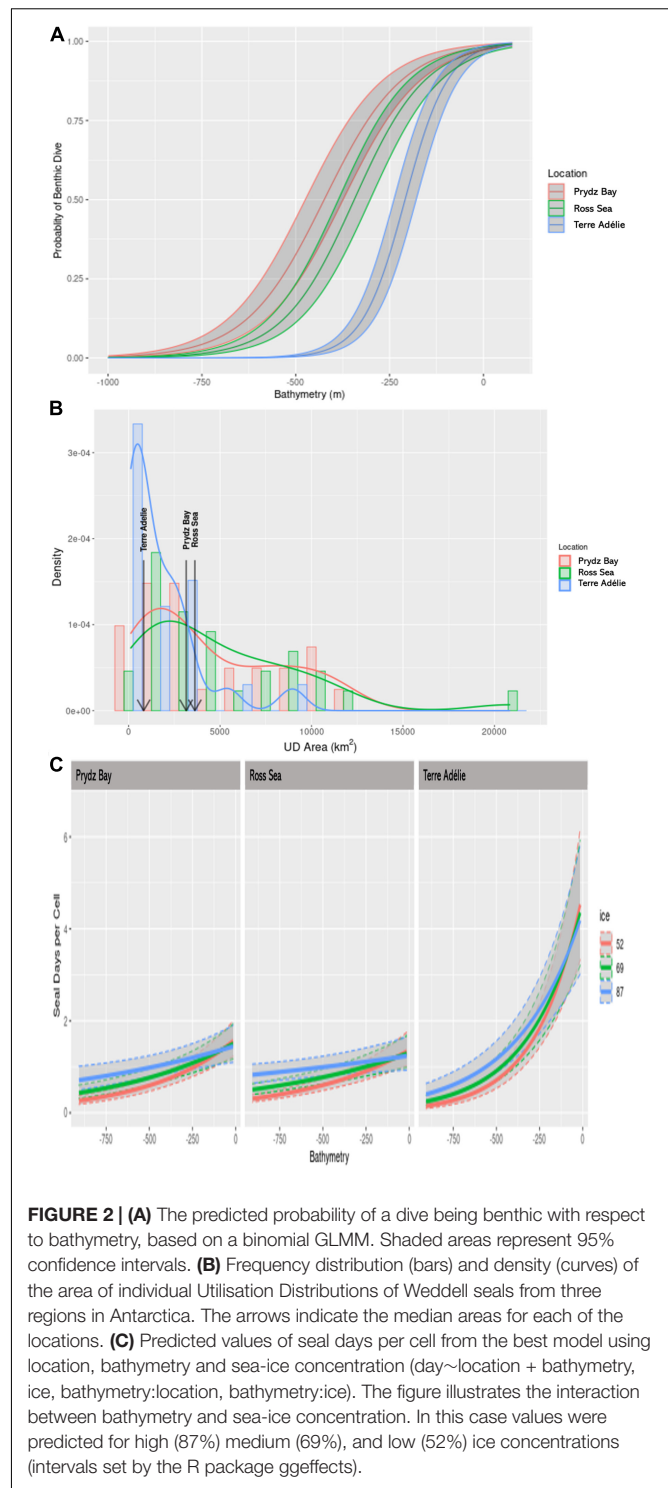 A
1.00
0.75
0.50
0.25
0.00
Probablity of Benthic Dive
-1000
-750
-500
-250
0
Bathymetry (m)
Location
Prydz Bay
Ross Sea
Terre Adélie
B
3e-04
2e-04
1e-04
0e+00
Density
Terre Adelie
Prydz Bay
Ross Sea
0
5000
10000
15000
20000
UD Area (km2)
Location
Prydz Bay
Ross Sea
Terre Adélie
C
Prydz Bay
Ross Sea
Terre Adélie
6
4
2
0
Seal Days per Cell
-750
-500
-250
0
-750
-500
-250
0
-750
-500
-250
0
Bathymetry
ice
52
69
87
FIGURE 2 | (A) The predicted probability of a dive being benthic with respect
to bathymetry, based on a binomial GLMM. Shaded areas represent 95%
confidence intervals. (B) Frequency distribution (bars) and density (curves) of
the area of individual Utilisation Distributions of Weddell seals from three
regions in Antarctica. The arrows indicate the median areas for each of the
locations. (C) Predicted values of seal days per cell from the best model using
location, bathymetry and sea-ice concentration (day~location + bathymetry,
ice, bathymetry:location, bathymetry:ice). The figure illustrates the interaction
between bathymetry and sea-ice concentration. In this case values were
predicted for high (87%) medium (69%), and low (52%) ice concentrations
(intervals set by the R package ggeffects).